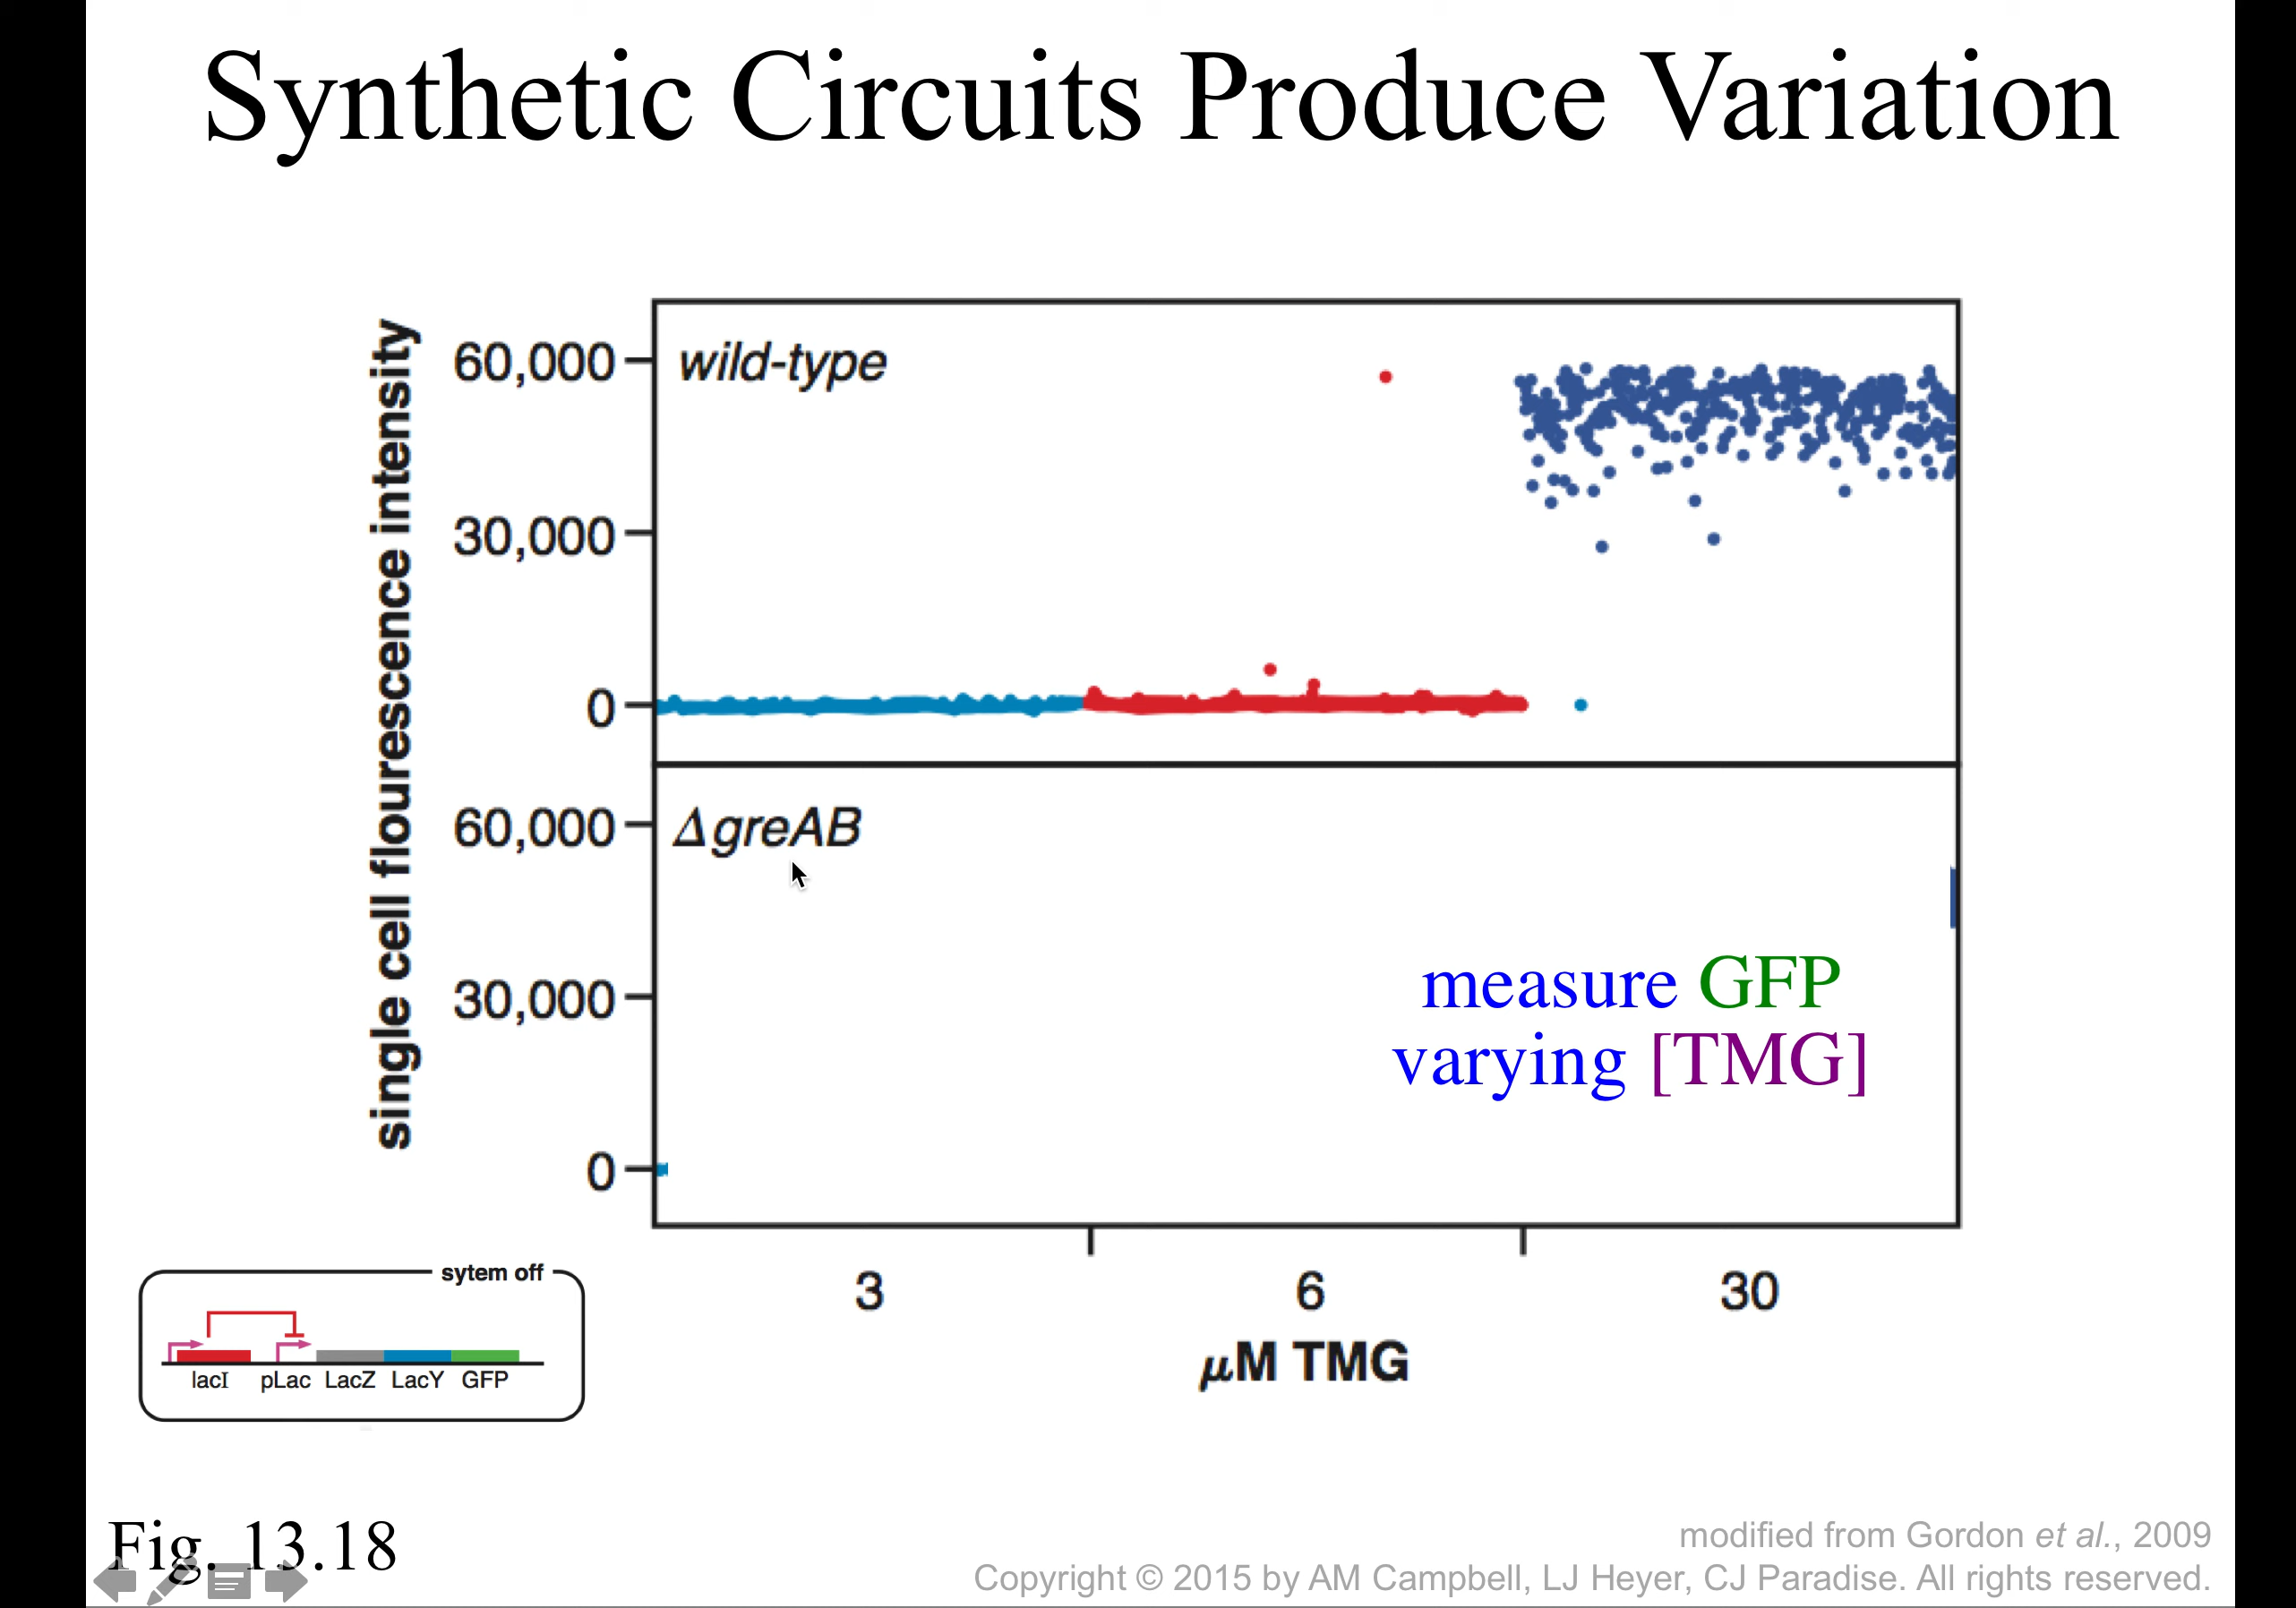 Synthetic Circuits Produce Variation
single cell flourescence intensity
60,000
wild-type
30,000
0
60,000
ΔgreAB
30,000
0
measure GFP
varying [TMG]
3 6 30
μM TMG
sytem off
lacI pLac LacZ LacY GFP
Fig. 13.18
modified from Gordon et al., 2009
Copyright © 2015 by AM Campbell, LJ Heyer, CJ Paradise. All rights reserved.